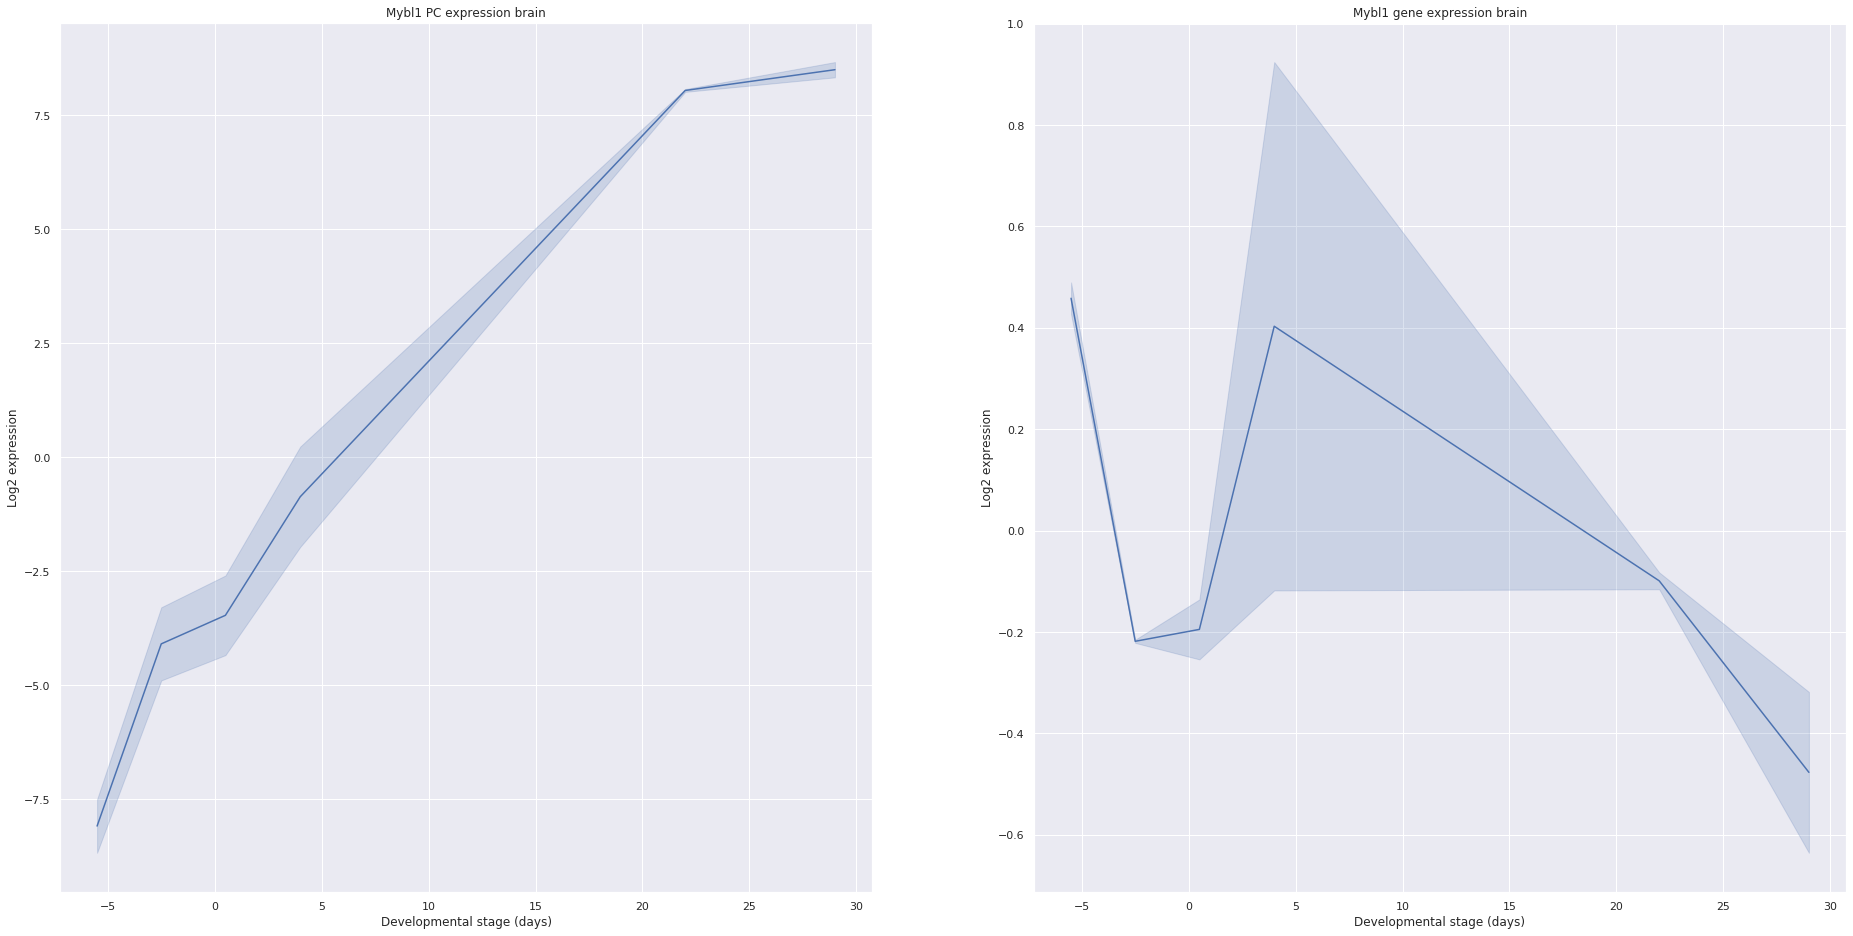 Mybl1 PC expression brain
Log2 expression
7.5
5.0
2.5
0.0
−2.5
−5.0
−7.5
−5 0 5 10 15 20 25 30
Developmental stage (days)
Mybl1 gene expression brain
Log2 expression
1.0
0.8
0.6
0.4
0.2
0.0
−0.2
−0.4
−0.6
−5 0 5 10 15 20 25 30
Developmental stage (days)